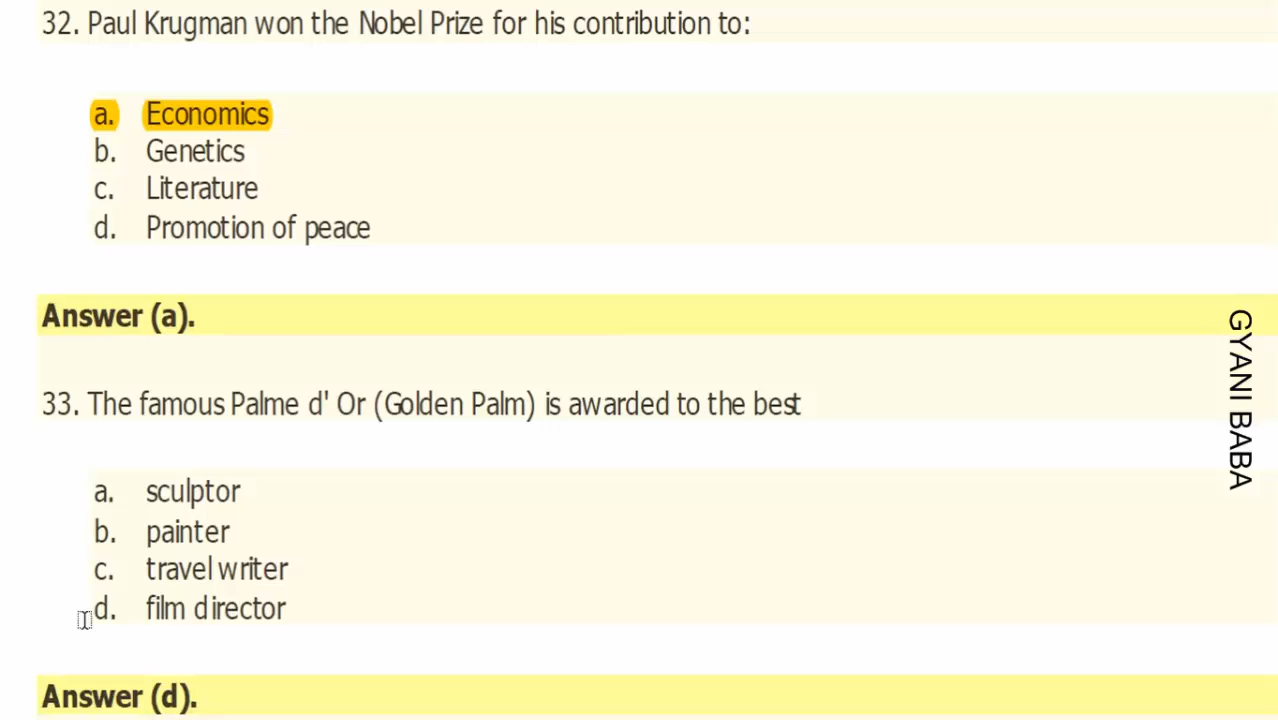 32. Paul Krugman won the Nobel Prize for his contribution to:
a. Economics
b. Genetics
c. Literature
d. Promotion of peace
Answer (a).
33. The famous Palme d' Or (Golden Palm) is awarded to the best
a. sculptor
b. painter
c. travel writer
d. film director
Answer (d).
GYANI BABA